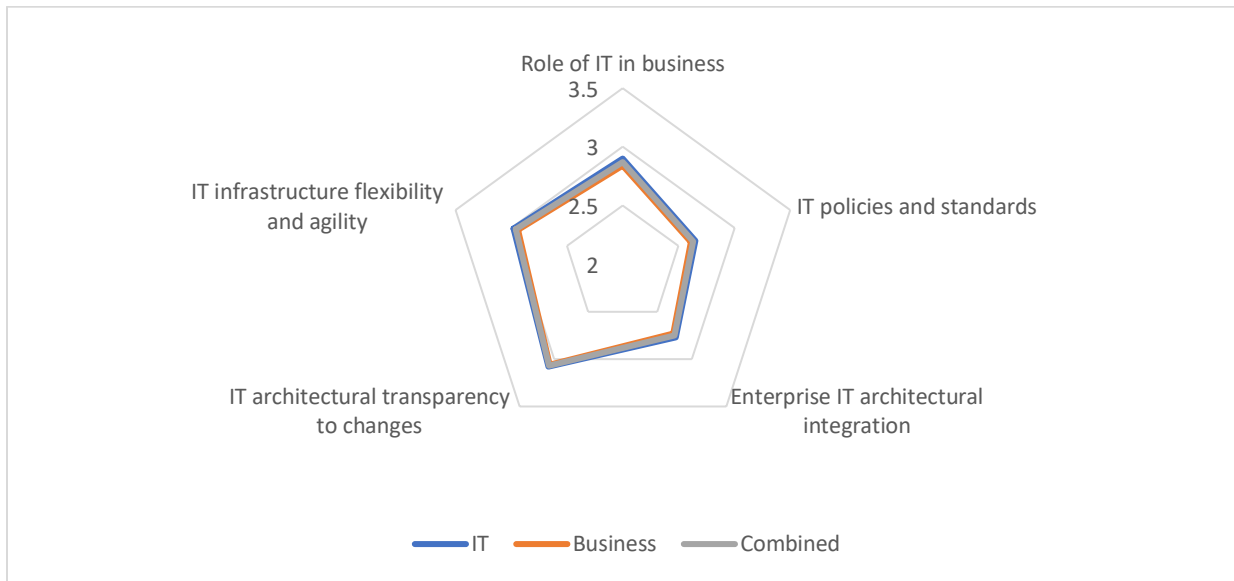 Role of IT in business
3.5
3
2.5
2
IT infrastructure flexibility
and agility
IT policies and standards
IT architectural transparency
to changes
Enterprise IT architectural
integration
IT
Business
Combined